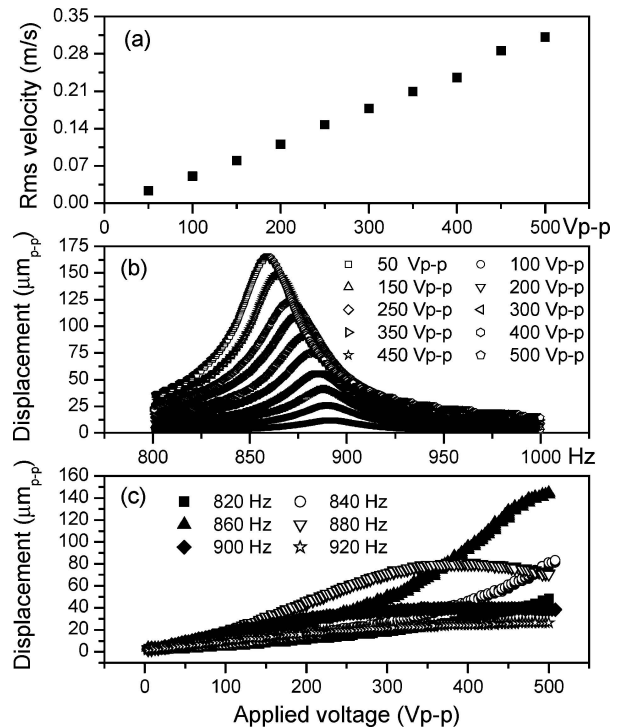 Rms velocity (m/s)
0.35
0.28
0.21
0.14
0.07
0.00
(a)
0 100 200 300 400 500 Vp-p
Displacement (μmp-p)
175
150
125
100
75
50
25
0
(b)
50 Vp-p 100 Vp-p
150 Vp-p 200 Vp-p
250 Vp-p 300 Vp-p
350 Vp-p 400 Vp-p
450 Vp-p 500 Vp-p
800 850 900 950 1000 Hz
Displacement (μmp-p)
160
140
120
100
80
60
40
20
0
(c)
820 Hz 840 Hz
860 Hz 880 Hz
900 Hz 920 Hz
0 100 200 300 400 500
Applied voltage (Vp-p)